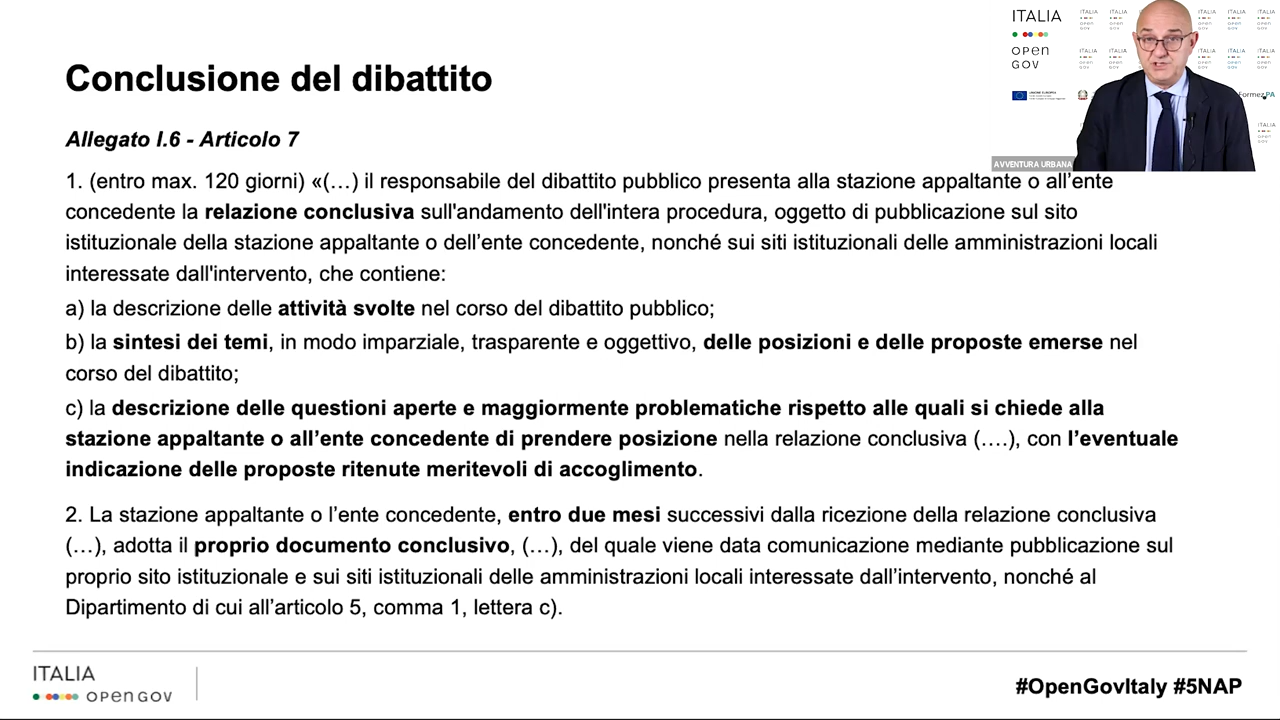 Conclusione del dibattito
Allegato I.6 - Articolo 7
1. (entro max. 120 giorni) «(…) il responsabile del dibattito pubblico presenta alla stazione appaltante o all’ente
concedente la relazione conclusiva sull'andamento dell'intera procedura, oggetto di pubblicazione sul sito
istituzionale della stazione appaltante o dell’ente concedente, nonché sui siti istituzionali delle amministrazioni locali
interessate dall'intervento, che contiene:
a) la descrizione delle attività svolte nel corso del dibattito pubblico;
b) la sintesi dei temi, in modo imparziale, trasparente e oggettivo, delle posizioni e delle proposte emerse nel
corso del dibattito;
c) la descrizione delle questioni aperte e maggiormente problematiche rispetto alle quali si chiede alla
stazione appaltante o all’ente concedente di prendere posizione nella relazione conclusiva (….), con l’eventuale
indicazione delle proposte ritenute meritevoli di accoglimento.
2. La stazione appaltante o l’ente concedente, entro due mesi successivi dalla ricezione della relazione conclusiva
(…), adotta il proprio documento conclusivo, (…), del quale viene data comunicazione mediante pubblicazione sul
proprio sito istituzionale e sui siti istituzionali delle amministrazioni locali interessate dall’intervento, nonché al
Dipartimento di cui all’articolo 5, comma 1, lettera c).
ITALIA
open
gov
FormezPA
AVVENTURA URBANA
ITALIA
open gov
#OpenGovItaly #5NAP